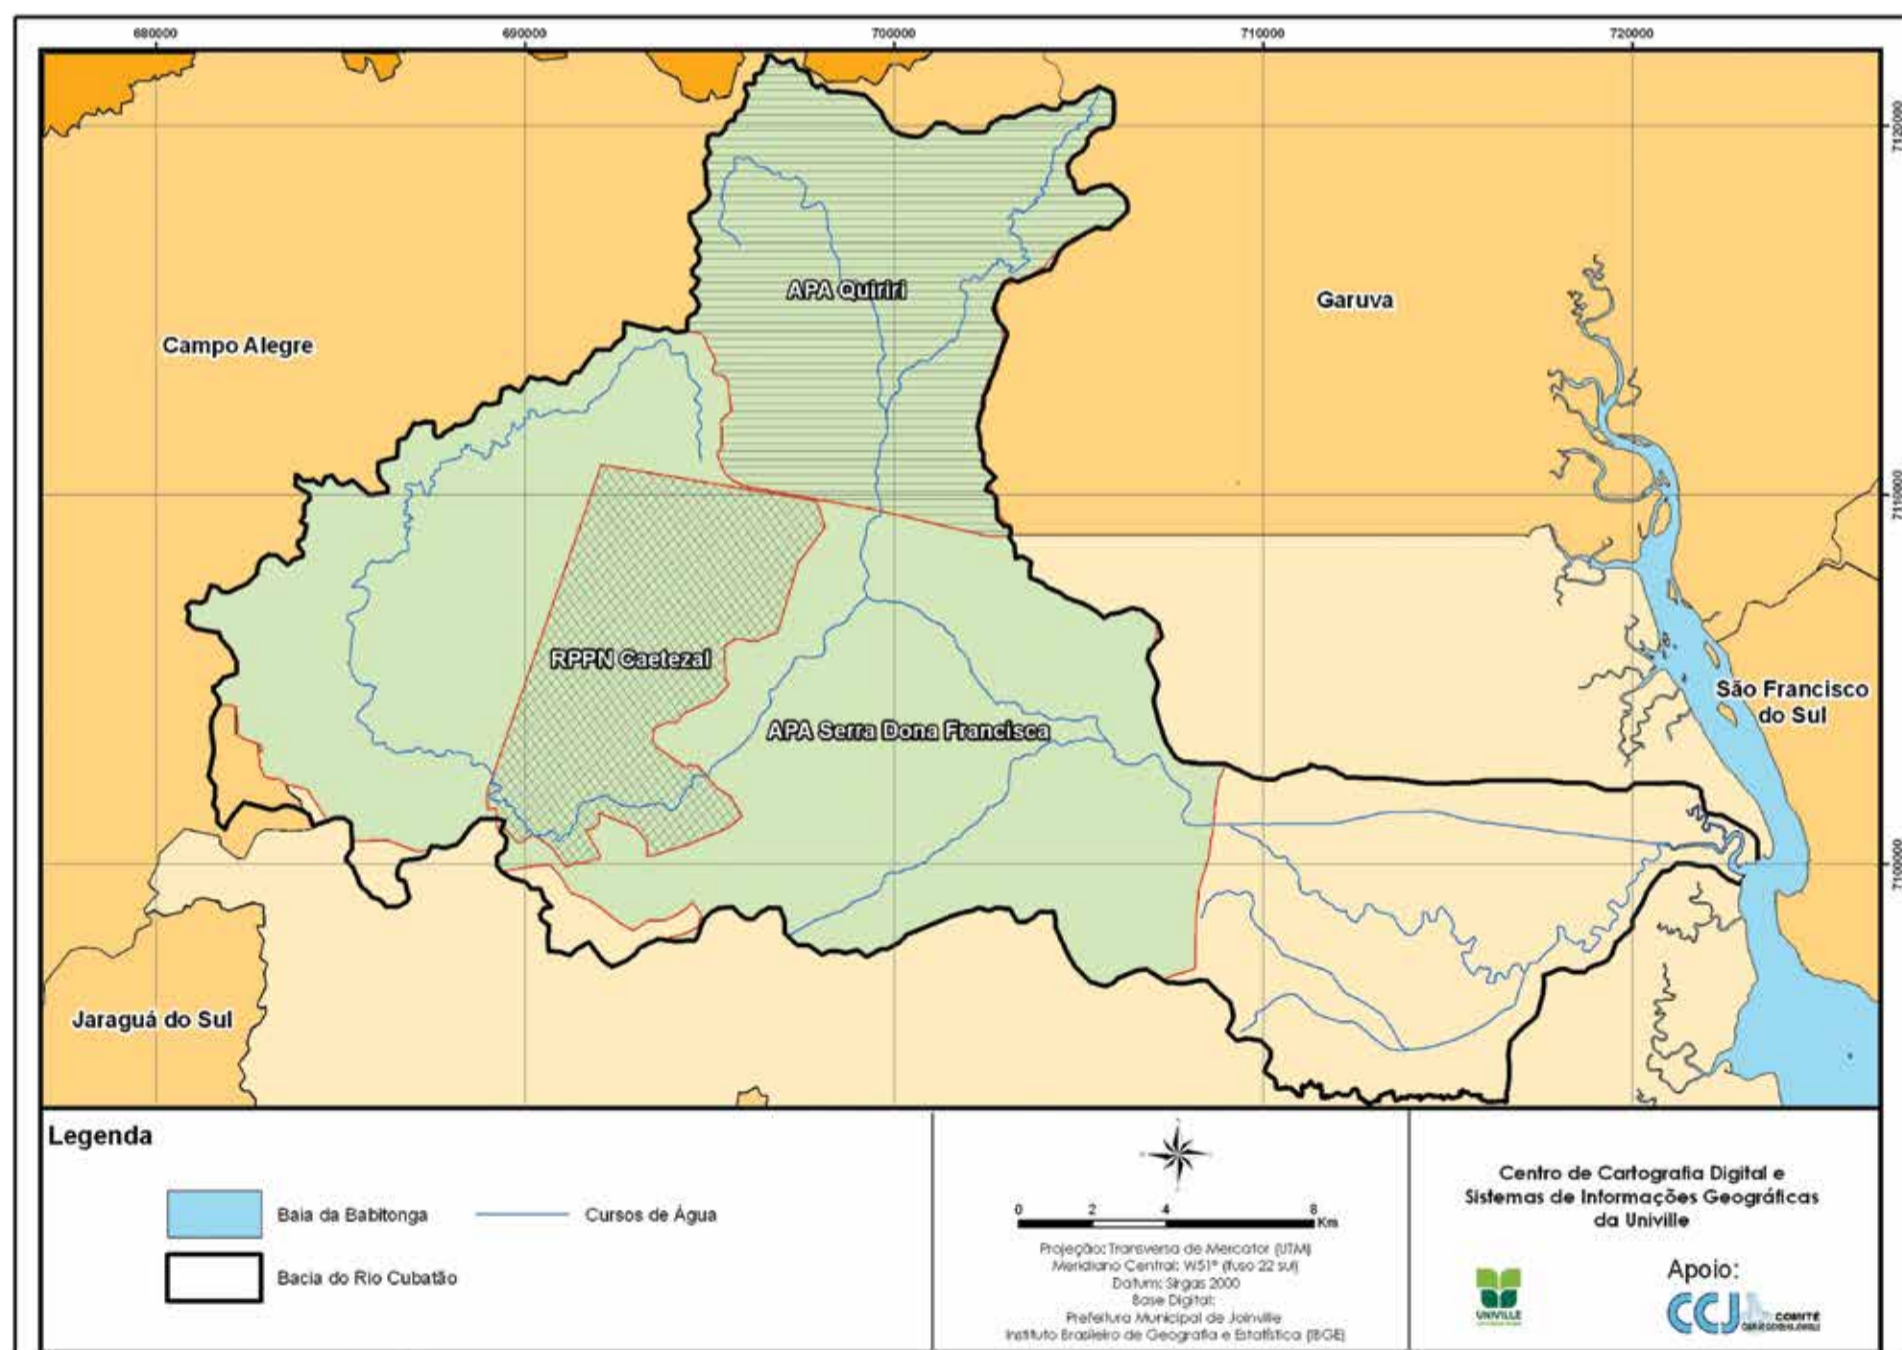 680000
690000
700000
710000
720000
7120000
APA Quiriri
Garuva
Campo Alegre
7110000
RPPN Caetezal
São Francisco
do Sul
APA Serra Dona Francisca
7100000
Jaraguá do Sul
Legenda
Baia da Babitonga
Cursos de Água
Bacia do Rio Cubatão
0 2 4 8
Km
Projeção: Transversa de Mercator (UTM)
Meridiano Central: W51° (fuso 22 sul)
Datum: Sirgas 2000
Base Digital:
Prefeitura Municipal de Joinville
Instituto Brasileiro de Geografia e Estatística (IBGE)
Centro de Cartografia Digital e
Sistemas de Informações Geográficas
da Univille
UNIVILLE
Apoio:
CCJ COMITÊ